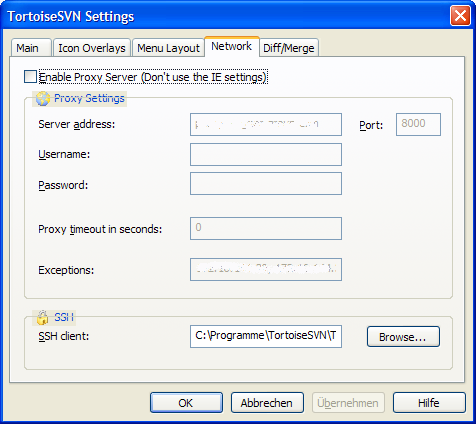 TortoiseSVN Settings
Main Icon Overlays Menu Layout Network Diff/Merge
Enable Proxy Server (Don't use the IE settings)
Proxy Settings
Server address: Port: 8000
Username:
Password:
Proxy timeout in seconds: 0
Exceptions:
SSH
SSH client: C:\Programme\TortoiseSVN\T Browse...
OK Abbrechen Übernehmen Hilfe